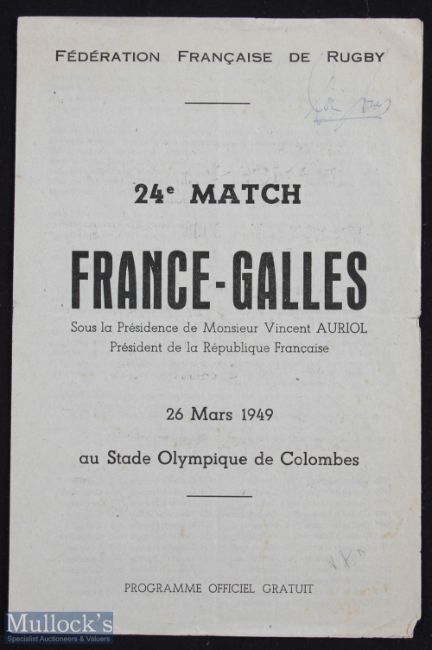 FÉDÉRATION FRANÇAISE DE RUGBY
24e MATCH
FRANCE-GALLES
Sous la Présidence de Monsieur Vincent AURIOL
Président de la République Française
26 Mars 1949
au Stade Olympique de Colombes
PROGRAMME OFFICIEL GRATUIT
Mullock's
Specialist Auctioneers & Valuers